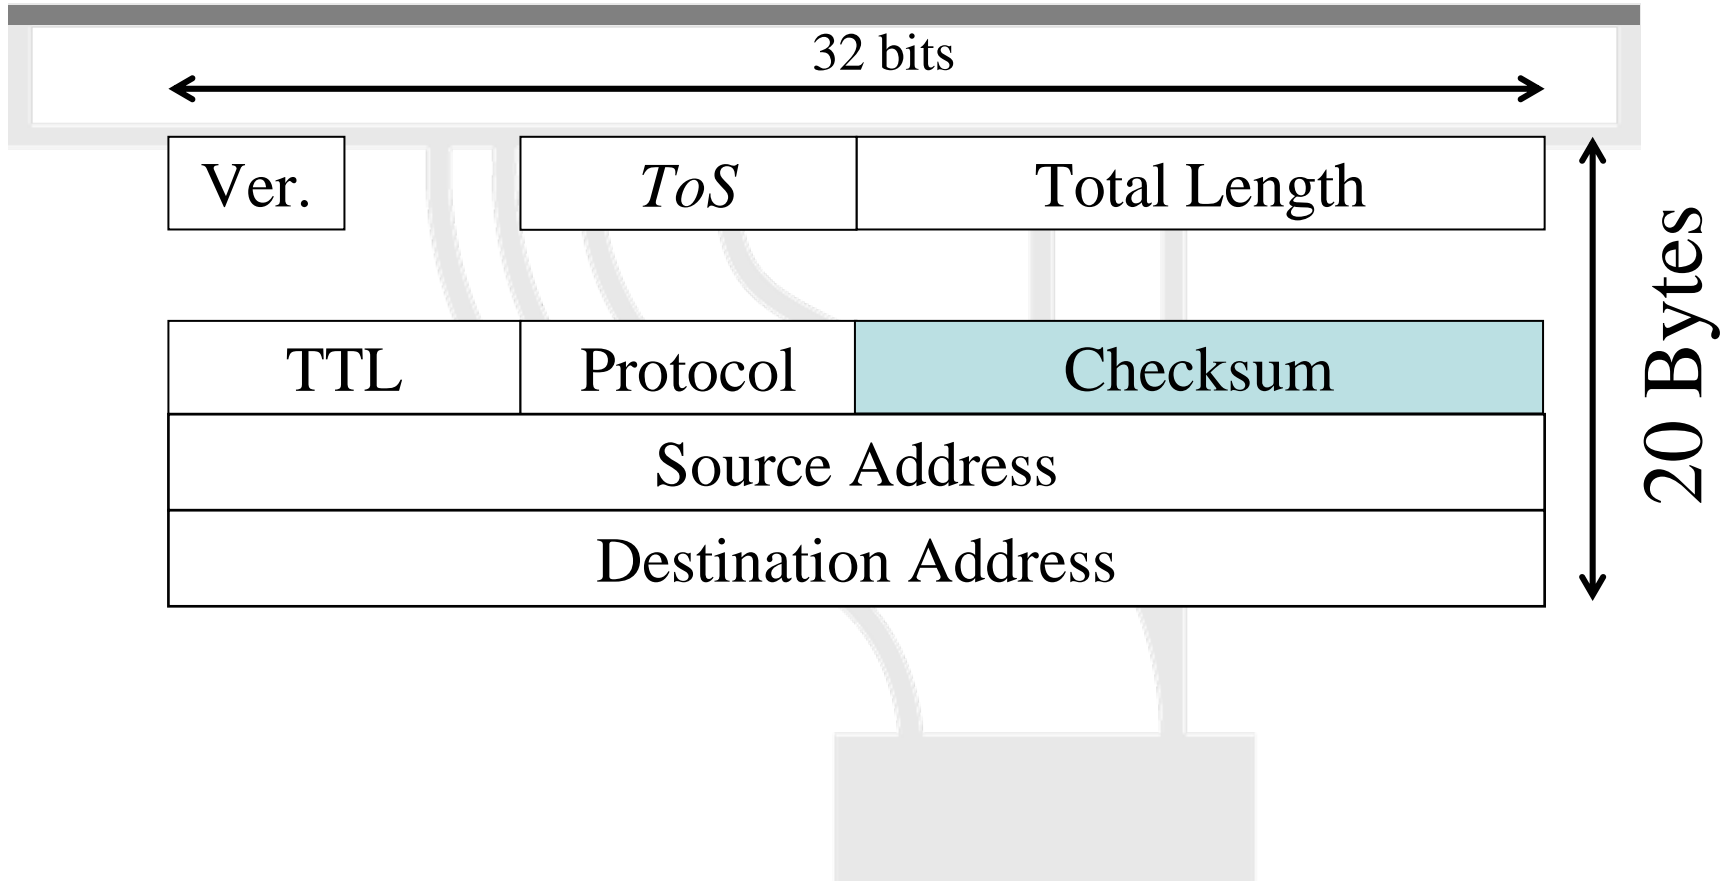 32 bits
Ver. ToS Total Length
TTL Protocol Checksum
Source Address
Destination Address
20 Bytes